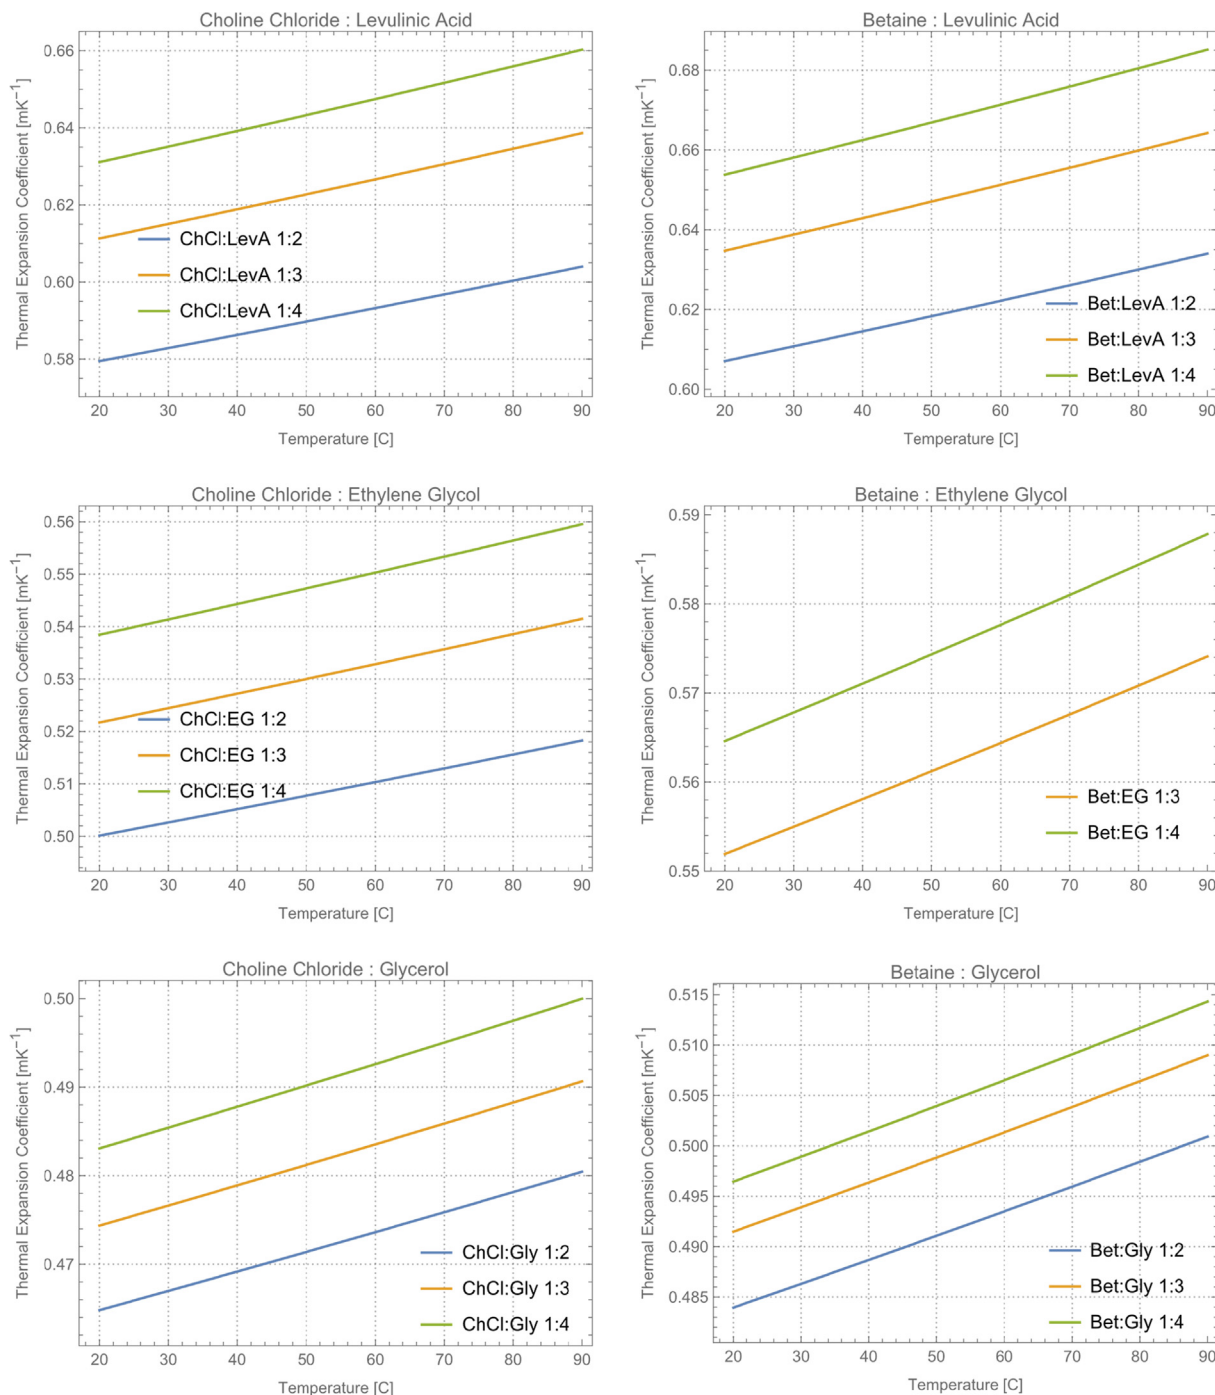 Choline Chloride : Levulinic Acid
Thermal Expansion Coefficient [mK⁻¹]
0.66
0.64
0.62
0.60
0.58
ChCl:LevA 1:2
ChCl:LevA 1:3
ChCl:LevA 1:4
20 30 40 50 60 70 80 90
Temperature [C]
Betaine : Levulinic Acid
Thermal Expansion Coefficient [mK⁻¹]
0.68
0.66
0.64
0.62
0.60
Bet:LevA 1:2
Bet:LevA 1:3
Bet:LevA 1:4
20 30 40 50 60 70 80 90
Temperature [C]
Choline Chloride : Ethylene Glycol
Thermal Expansion Coefficient [mK⁻¹]
0.56
0.55
0.54
0.53
0.52
0.51
0.50
ChCl:EG 1:2
ChCl:EG 1:3
ChCl:EG 1:4
20 30 40 50 60 70 80 90
Temperature [C]
Betaine : Ethylene Glycol
Thermal Expansion Coefficient [mK⁻¹]
0.59
0.58
0.57
0.56
0.55
Bet:EG 1:3
Bet:EG 1:4
20 30 40 50 60 70 80 90
Temperature [C]
Choline Chloride : Glycerol
Thermal Expansion Coefficient [mK⁻¹]
0.50
0.49
0.48
0.47
ChCl:Gly 1:2
ChCl:Gly 1:3
ChCl:Gly 1:4
20 30 40 50 60 70 80 90
Temperature [C]
Betaine : Glycerol
Thermal Expansion Coefficient [mK⁻¹]
0.515
0.510
0.505
0.500
0.495
0.490
0.485
Bet:Gly 1:2
Bet:Gly 1:3
Bet:Gly 1:4
20 30 40 50 60 70 80 90
Temperature [C]